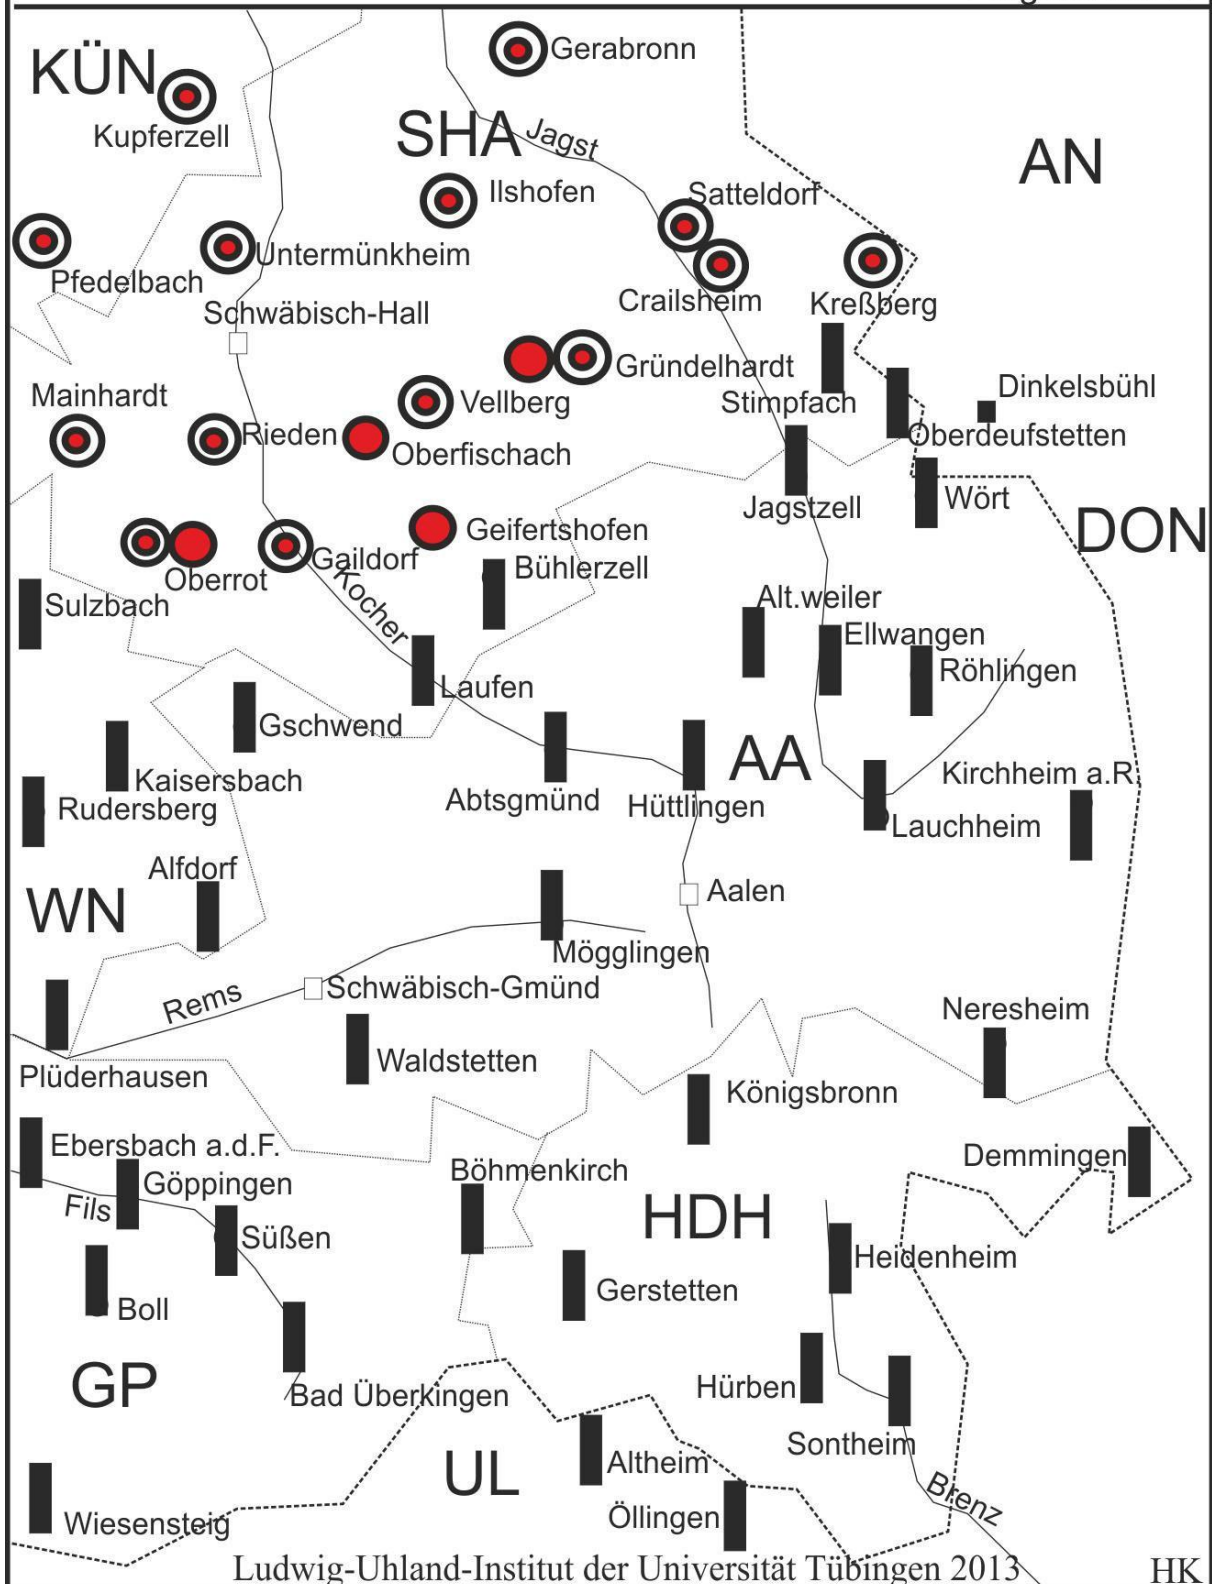 Gerabronn
KÜN
Kupferzell
SHA
Jagst
AN
Ilshofen
Satteldorf
Untermünkheim
Pfedelbach
Crailsheim
Kreßberg
Schwäbisch-Hall
Gründelhardt
Mainhardt
Vellberg
Stimpfach
Dinkelsbühl
Rieden
Oberfischach
Oberdeufstetten
Jagstzell
Wört
DON
Geifertshofen
Gaildorf
Oberrot
Bühlerzell
Kocher
Sulzbach
Alt.weiler
Ellwangen
Röhlingen
Laufen
Gschwend
AA
Kaisersbach
Kirchheim a.R.
Abtsgmünd
Hüttlingen
Rudersberg
Lauchheim
Alfdorf
WN
Aalen
Mögglingen
Schwäbisch-Gmünd
Rems
Neresheim
Waldstetten
Plüderhausen
Königsbronn
Ebersbach a.d.F.
Demmingen
Böhmenkirch
Göppingen
Fils
HDH
Süßen
Heidenheim
Gerstetten
Boll
GP
Hürben
Bad Überkingen
Sontheim
Altheim
UL
Brenz
Öllingen
Wiesensteig
Ludwig-Uhland-Institut der Universität Tübingen 2013
HK